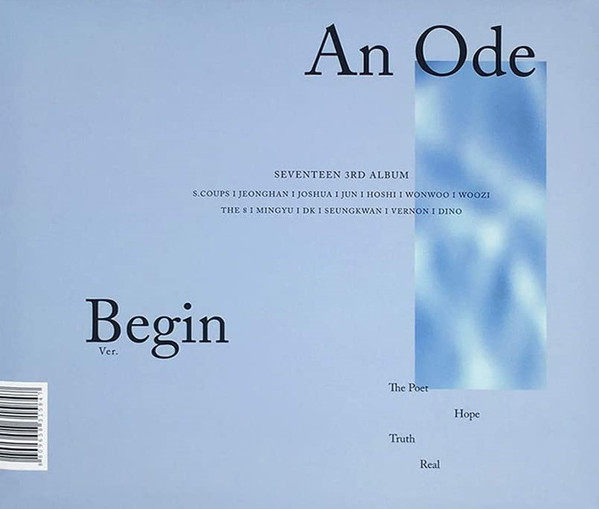 An Ode
SEVENTEEN 3RD ALBUM
S.COUPS I JEONGHAN I JOSHUA I JUN I HOSHI I WONWOO I WOOZI
THE 8 I MINGYU I DK I SEUNGKWAN I VERNON I DINO
Begin
Ver.
The Poet
Hope
Truth
Real